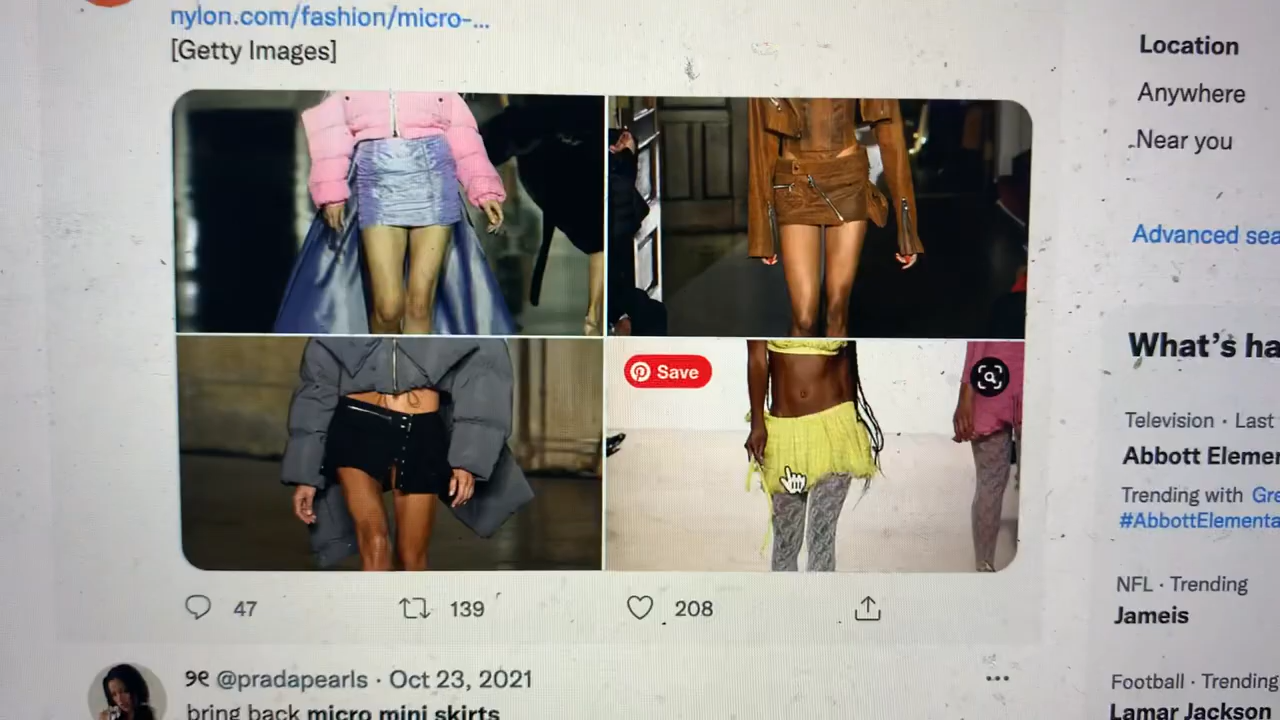 nylon.com/fashion/micro-...
[Getty Images]
Save
47
139
208
୨୧ @pradapearls · Oct 23, 2021
bring back micro mini skirts
Location
Anywhere
Near you
Advanced sea
What's ha
Television · Last
Abbott Elemen
Trending with Gre
#AbbottElementa
NFL · Trending
Jameis
Football · Trending
Lamar Jackson